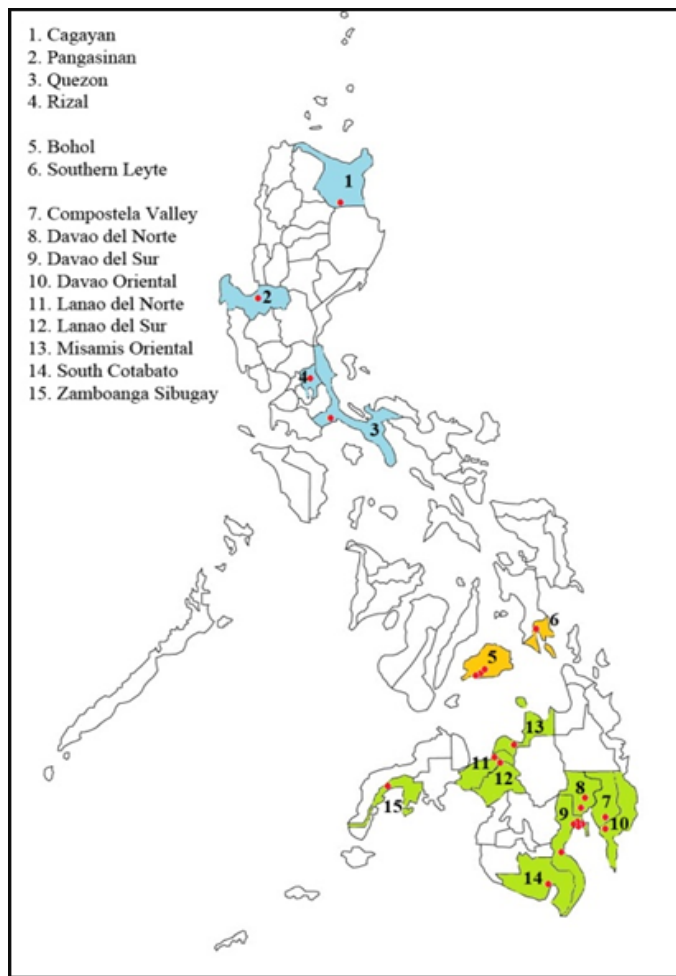 1. Cagayan
2. Pangasinan
3. Quezon
4. Rizal
5. Bohol
6. Southern Leyte
7. Compostela Valley
8. Davao del Norte
9. Davao del Sur
10. Davao Oriental
11. Lanao del Norte
12. Lanao del Sur
13. Misamis Oriental
14. South Cotabato
15. Zamboanga Sibugay
1
2
4
3
6
5
13
11
12
15
8
7
9
10
14